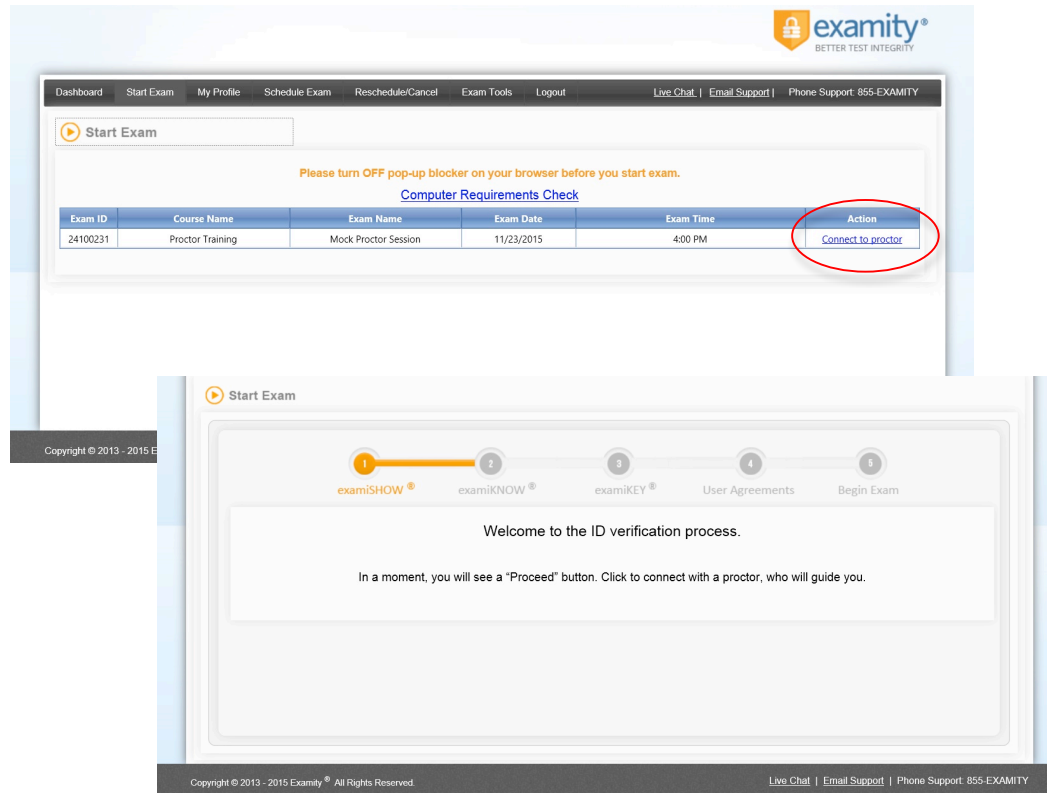 examity®
BETTER TEST INTEGRITY
Dashboard Start Exam My Profile Schedule Exam Reschedule/Cancel Exam Tools Logout Live Chat | Email Support | Phone Support: 855-EXAMITY
Start Exam
Please turn OFF pop-up blocker on your browser before you start exam.
Computer Requirements Check
Exam ID Course Name Exam Name Exam Date Exam Time Action
24100231 Proctor Training Mock Proctor Session 11/23/2015 4:00 PM Connect to proctor
Copyright © 2013 - 2015 E
Start Exam
1 2 3 4 5
examiSHOW ® examiKNOW ® examiKEY ® User Agreements Begin Exam
Welcome to the ID verification process.
In a moment, you will see a “Proceed” button. Click to connect with a proctor, who will guide you.
Copyright © 2013 - 2015 Examity ® All Rights Reserved. Live Chat | Email Support | Phone Support: 855-EXAMITY